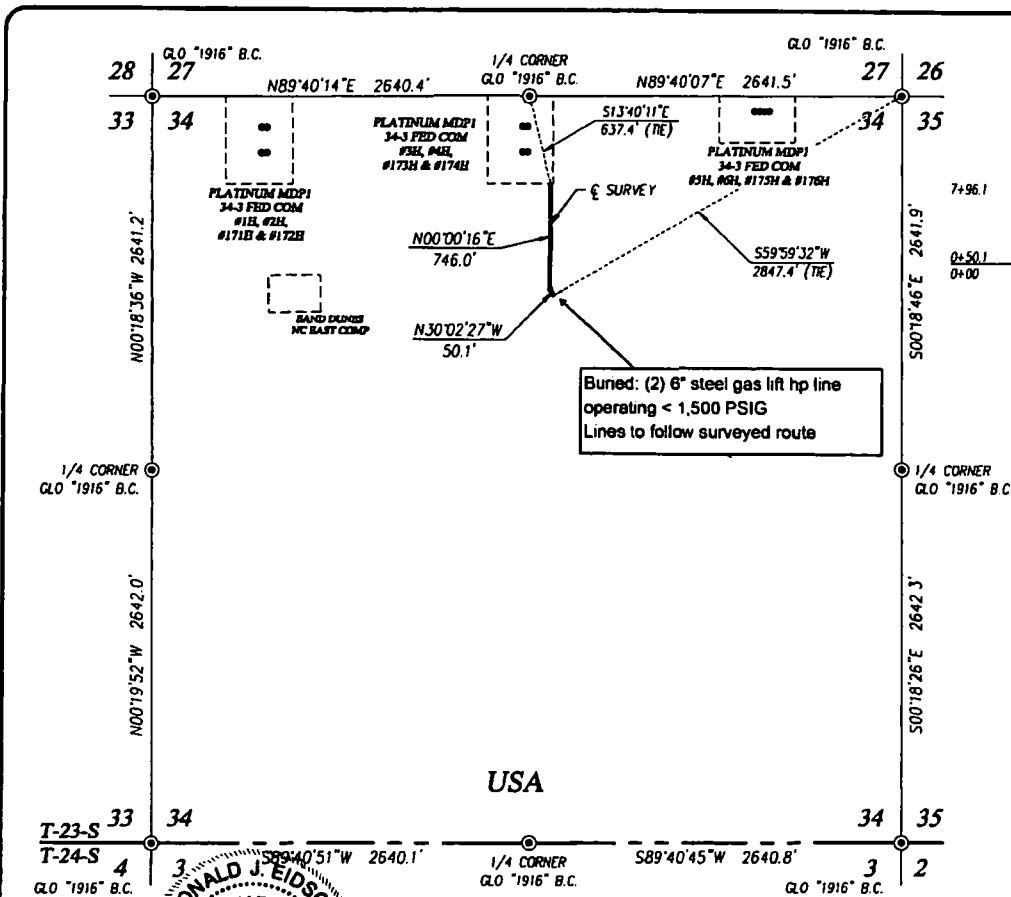 GLO "1916" B.C.
28 27
N89°40'14"E 2640.4'
1/4 CORNER
GLO "1916" B.C.
N89°40'07"E 2641.5'
GLO "1916" B.C.
27 26
33 34
34 35
S13°40'11"E
637.4' (TIE)
PLATINUM MDP1
34-3 FED COM
#1H, #2H,
#171H & #172H
PLATINUM MDP1
34-3 FED COM
#3H, #4H,
#173H & #174H
PLATINUM MDP1
34-3 FED COM
#5H, #6H, #175H & #176H
℄ SURVEY
7+96.1
0+50.1
0+00
N00°00'16"E
746.0'
S59°59'32"W
2847.4' (TIE)
N00°18'36"W 2641.2'
S00°18'46"E 2641.9'
SAND DUNES
NC EAST COMP
N30°02'27"W
50.1'
Buried: (2) 6" steel gas lift hp line
operating < 1,500 PSIG
Lines to follow surveyed route
1/4 CORNER
GLO "1916" B.C.
1/4 CORNER
GLO "1916" B.C.
N00°19'52"W 2642.0'
S00°18'26"E 2642.3'
USA
T-23-S 33 34
34 35
T-24-S
4 3
S89°40'51"W 2640.1'
1/4 CORNER
GLO "1916" B.C.
S89°40'45"W 2640.8'
3 2
GLO "1916" B.C.
GLO "1916" B.C.
NALD J. EIDSO